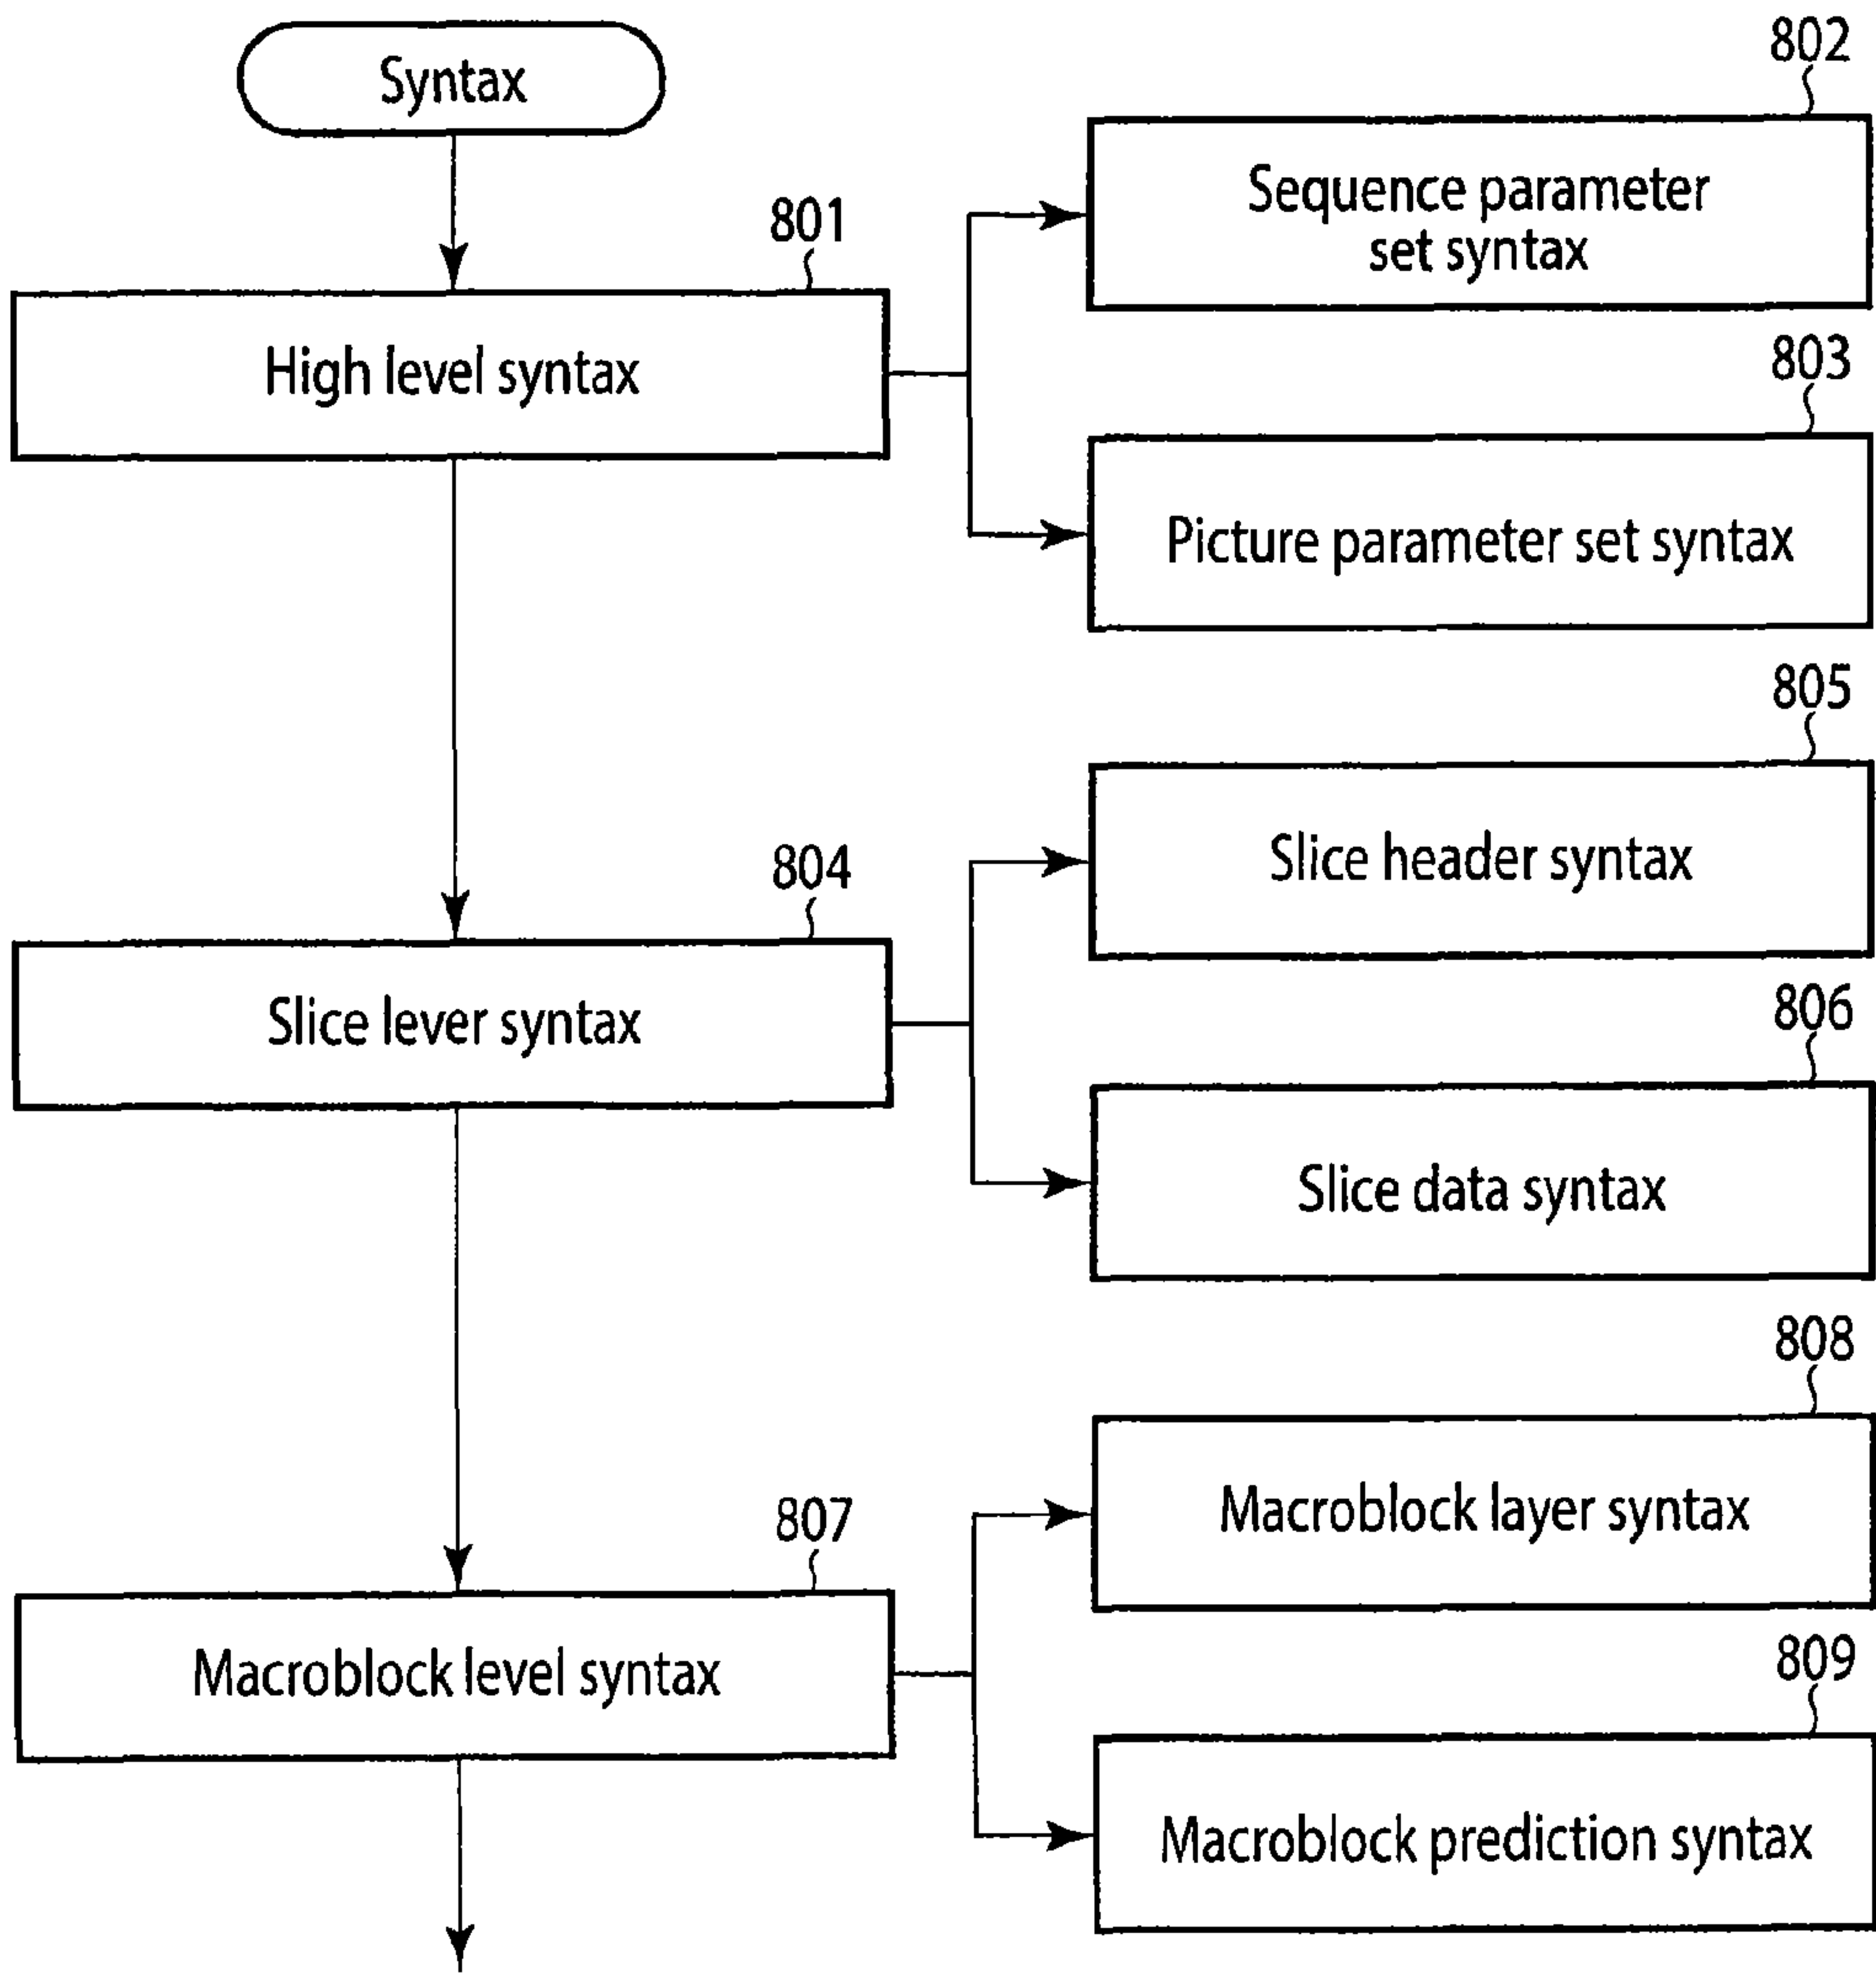 Syntax
802
Sequence parameter
set syntax
801
High level syntax
803
Picture parameter set syntax
805
Slice header syntax
804
Slice lever syntax
806
Slice data syntax
808
Macroblock layer syntax
807
Macroblock level syntax
809
Macroblock prediction syntax